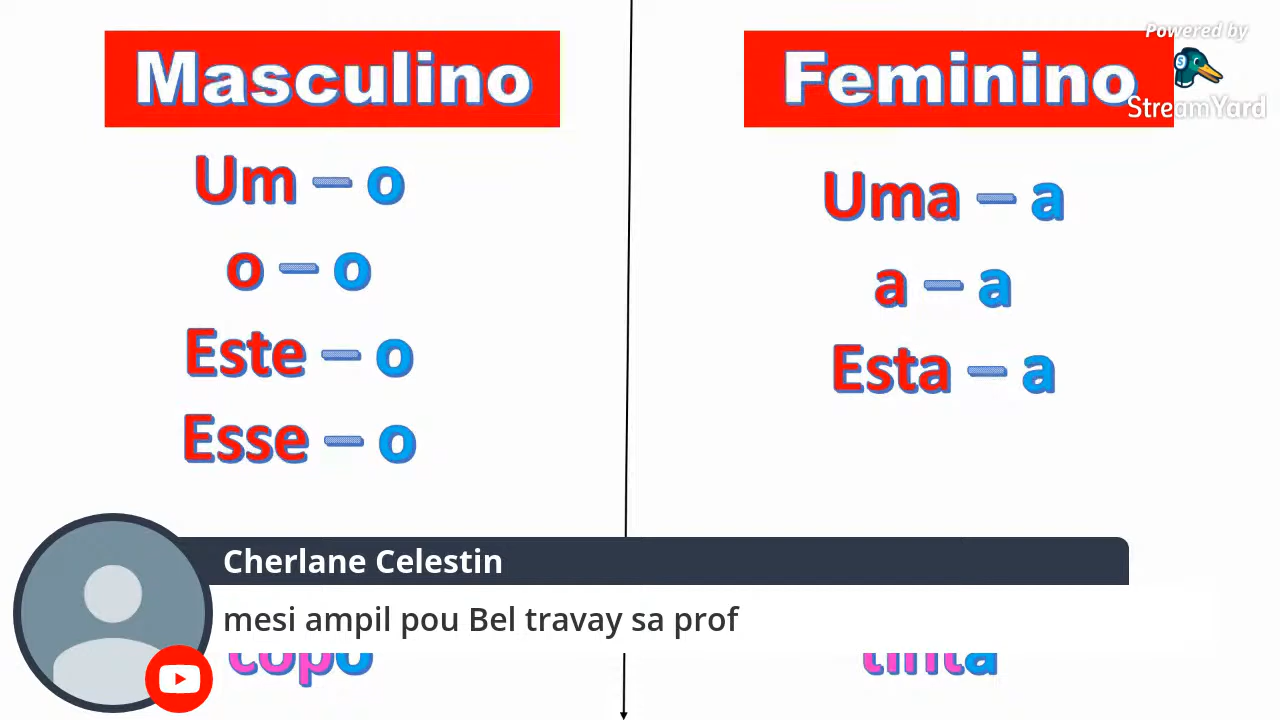 Masculino
Um – o
o – o
Este – o
Esse – o
copo
Feminino
Uma – a
a – a
Esta – a
tinta
Powered by
StreamYard
Cherlane Celestin
mesi ampil pou Bel travay sa prof